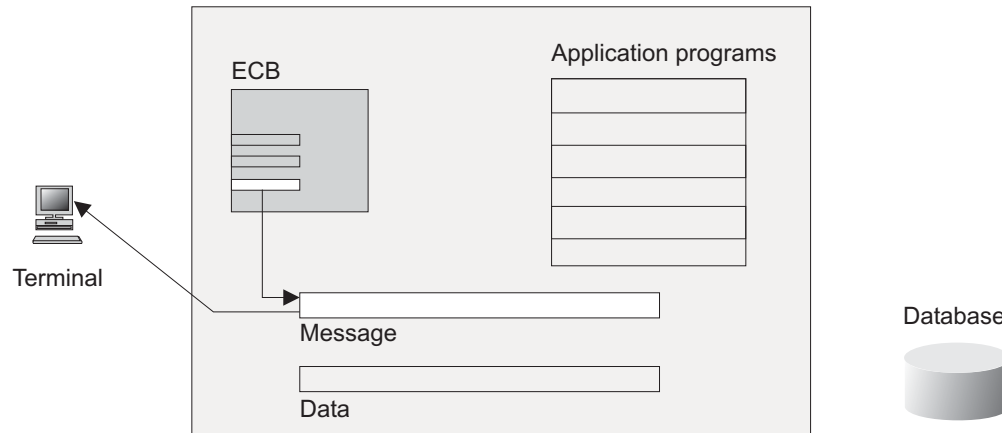 Application programs
ECB
Terminal
Message
Database
Data